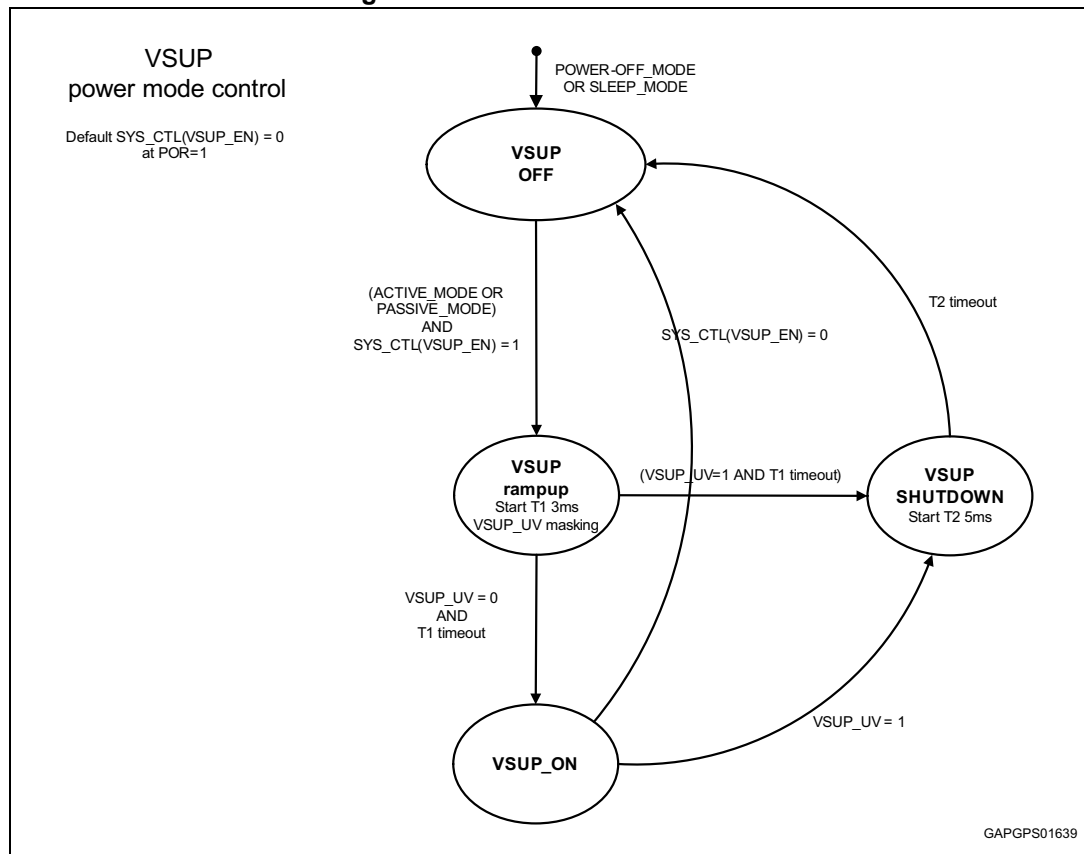 VSUP
power mode control
Default SYS_CTL(VSUP_EN) = 0
at POR=1
POWER-OFF_MODE
OR SLEEP_MODE
VSUP
OFF
(ACTIVE_MODE OR
PASSIVE_MODE)
AND
SYS_CTL(VSUP_EN) = 1
SYS_CTL(VSUP_EN) = 0
T2 timeout
VSUP
rampup
Start T1 3ms
VSUP_UV masking
(VSUP_UV=1 AND T1 timeout)
VSUP
SHUTDOWN
Start T2 5ms
VSUP_UV = 0
AND
T1 timeout
VSUP_UV = 1
VSUP_ON
GAPGPS01639